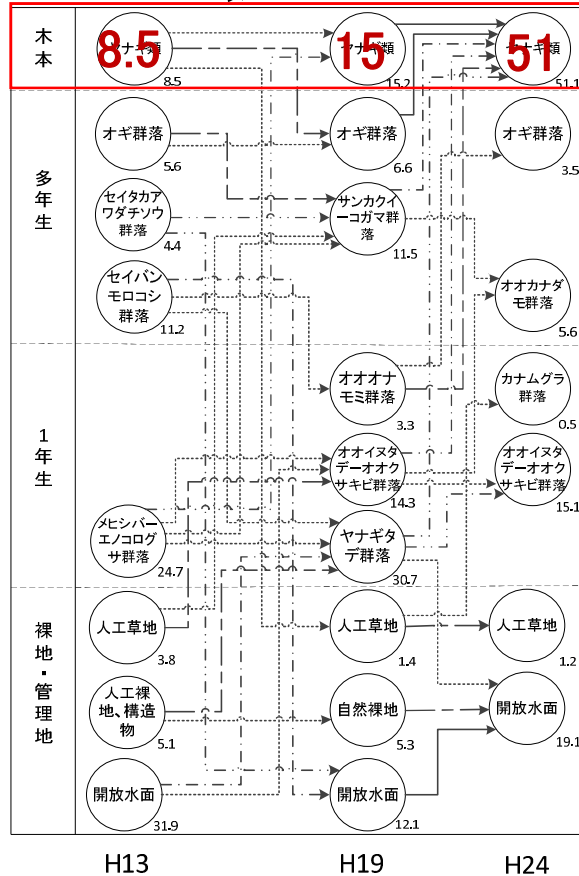 木本
ヤナギ類
8.5
8.5
ヤナギ類
15
15.2
ヤナギ類
51
51.1
多年生
オギ群落
5.6
オギ群落
6.6
オギ群落
3.5
セイタカア
ワダチソウ
群落
4.4
サンカクイ
ーコガマ群
落
11.5
セイバン
モロコシ
群落
11.2
オオカナダ
モ群落
5.6
1年生
オオオナ
モミ群落
3.3
カナムグラ
群落
0.5
オオイヌタ
デーオオク
サキビ群落
14.3
オオイヌタ
デーオオク
サキビ群落
15.1
メヒシバー
エノコログ
サ群落
24.7
ヤナギタ
デ群落
30.7
裸地・管理地
人工草地
3.8
人工草地
1.4
人工草地
1.2
人工裸
地、構造
物
5.1
自然裸地
5.3
開放水面
19.1
開放水面
31.9
開放水面
12.1
H13
H19
H24